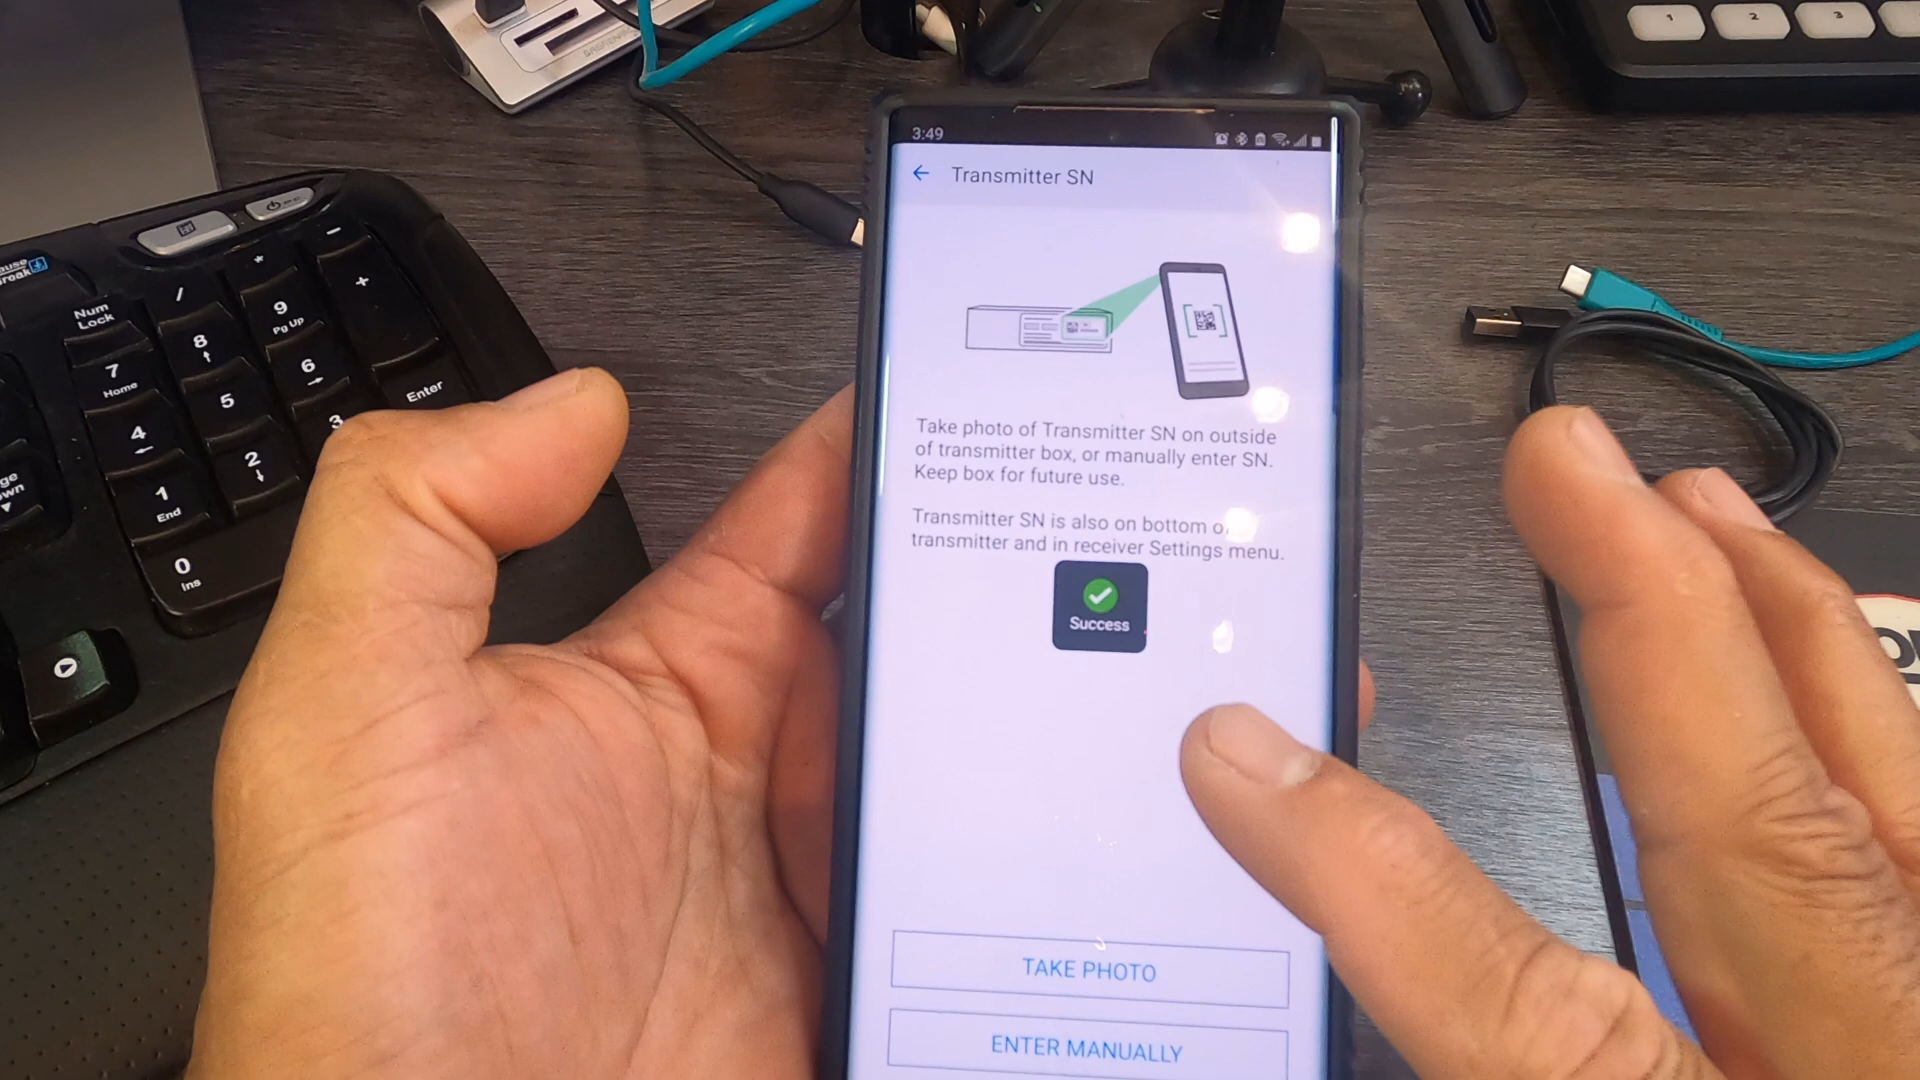 3:49
Transmitter SN
Take photo of Transmitter SN on outside
of transmitter box, or manually enter SN.
Keep box for future use.
Transmitter SN is also on bottom
transmitter and in receiver Settings menu.
Success
TAKE PHOTO
ENTER MANUALLY
Num
Lock
/
*
-
7
Home
8
9
Pg Up
+
4
5
6
1
End
2
3
Enter
0
Ins
1
2
3